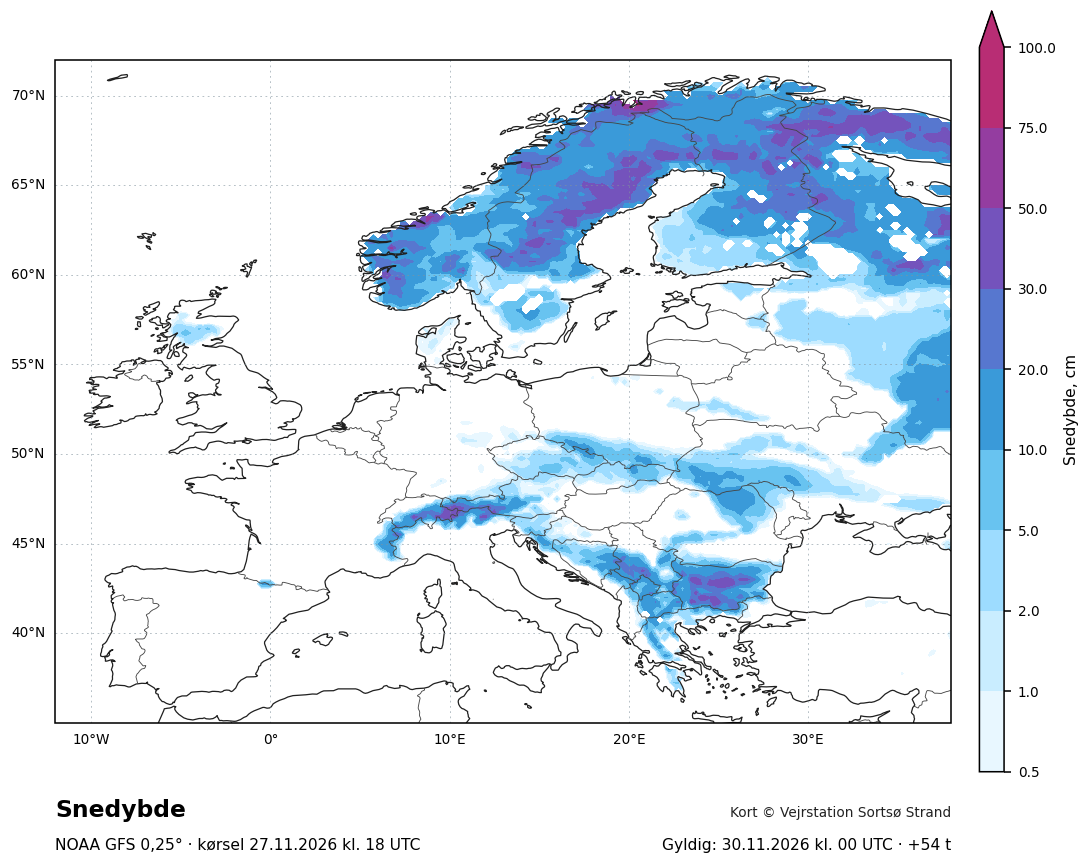 100.0
75.0
50.0
30.0
20.0
10.0
5.0
2.0
1.0
0.5
Snedybde, cm
70°N
65°N
60°N
55°N
50°N
45°N
40°N
10°W 0° 10°E 20°E 30°E
Snedybde
Kort © Vejrstation Sortsø Strand
NOAA GFS 0,25° · kørsel 27.11.2026 kl. 18 UTC
Gyldig: 30.11.2026 kl. 00 UTC · +54 t